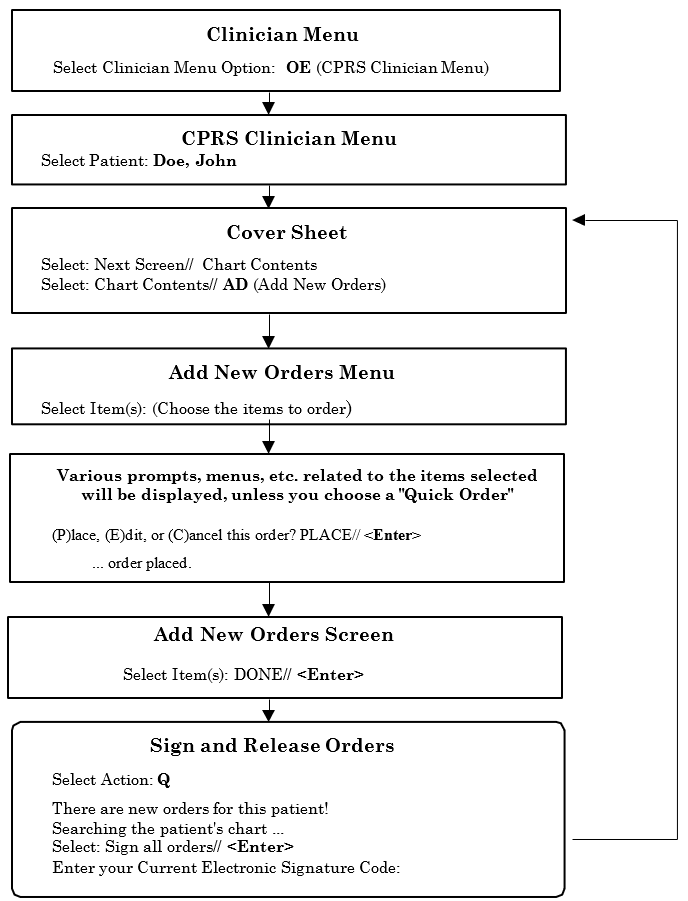 Clinician Menu
Select Clinician Menu Option: OE (CPRS Clinician Menu)
CPRS Clinician Menu
Select Patient: Doe, John
Cover Sheet
Select: Next Screen// Chart Contents
Select: Chart Contents// AD (Add New Orders)
Add New Orders Menu
Select Item(s): (Choose the items to order)
Various prompts, menus, etc. related to the items selected
will be displayed, unless you choose a "Quick Order"
(P)lace, (E)dit, or (C)ancel this order? PLACE// <Enter>
... order placed.
Add New Orders Screen
Select Item(s): DONE// <Enter>
Sign and Release Orders
Select Action: Q
There are new orders for this patient!
Searching the patient's chart ...
Select: Sign all orders// <Enter>
Enter your Current Electronic Signature Code: